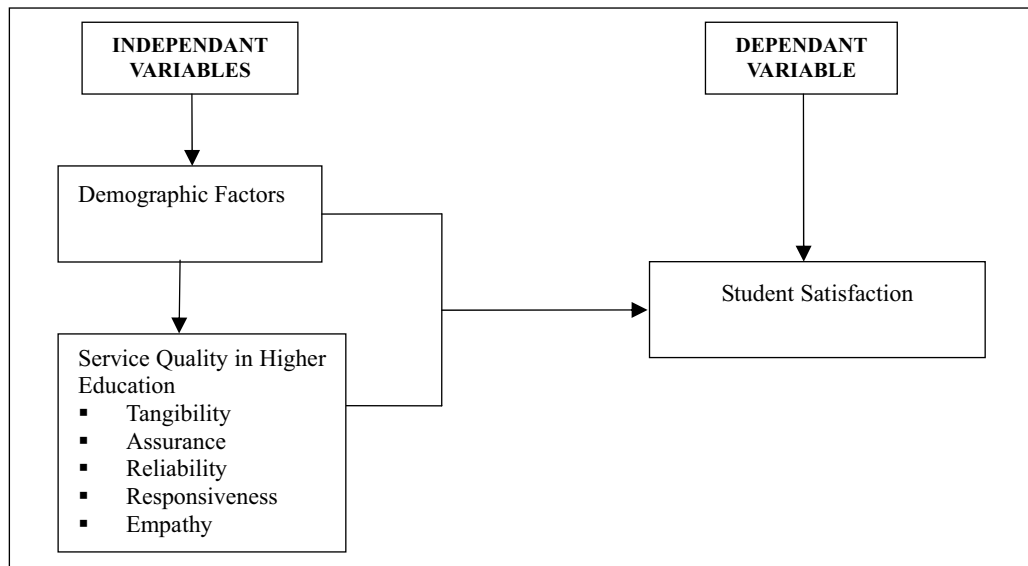 INDEPENDANT
VARIABLES
DEPENDANT
VARIABLE
Demographic Factors
Student Satisfaction
Service Quality in Higher
Education
▪ Tangibility
▪ Assurance
▪ Reliability
▪ Responsiveness
▪ Empathy